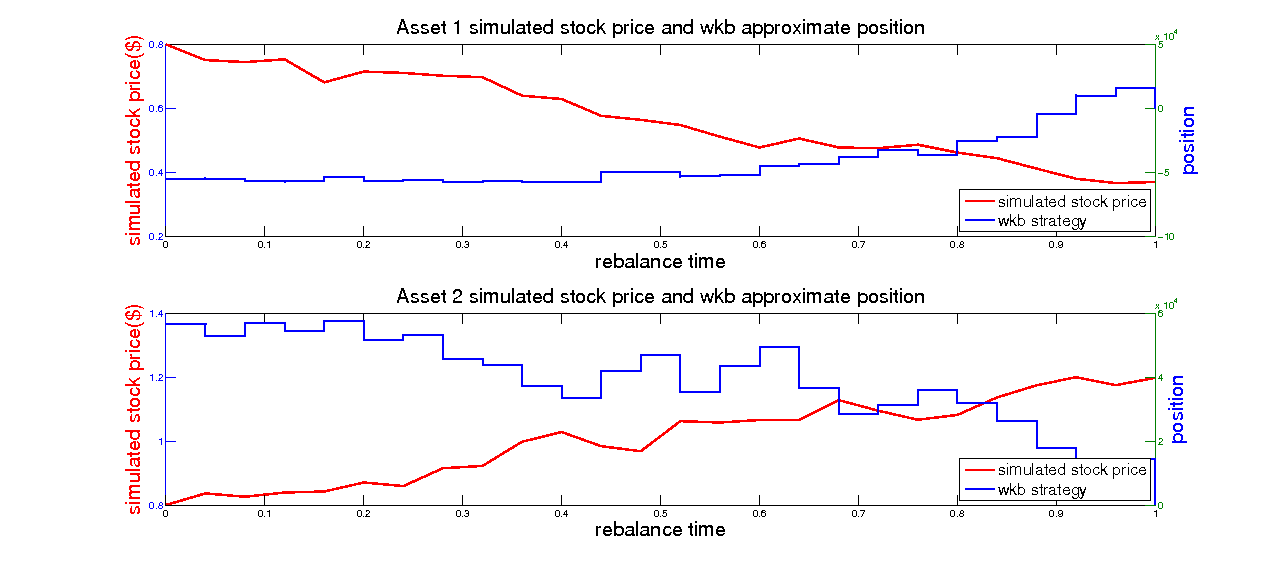 Asset 1 simulated stock price and wkb approximate position
x 10^4
simulated stock price($)
0.8
0.6
0.4
0.2
5
0
−5
−10
position
simulated stock price
wkb strategy
0 0.1 0.2 0.3 0.4 0.5 0.6 0.7 0.8 0.9 1
rebalance time
Asset 2 simulated stock price and wkb approximate position
x 10^4
simulated stock price($)
1.4
1.2
1
0.8
6
4
2
0
position
simulated stock price
wkb strategy
0 0.1 0.2 0.3 0.4 0.5 0.6 0.7 0.8 0.9 1
rebalance time